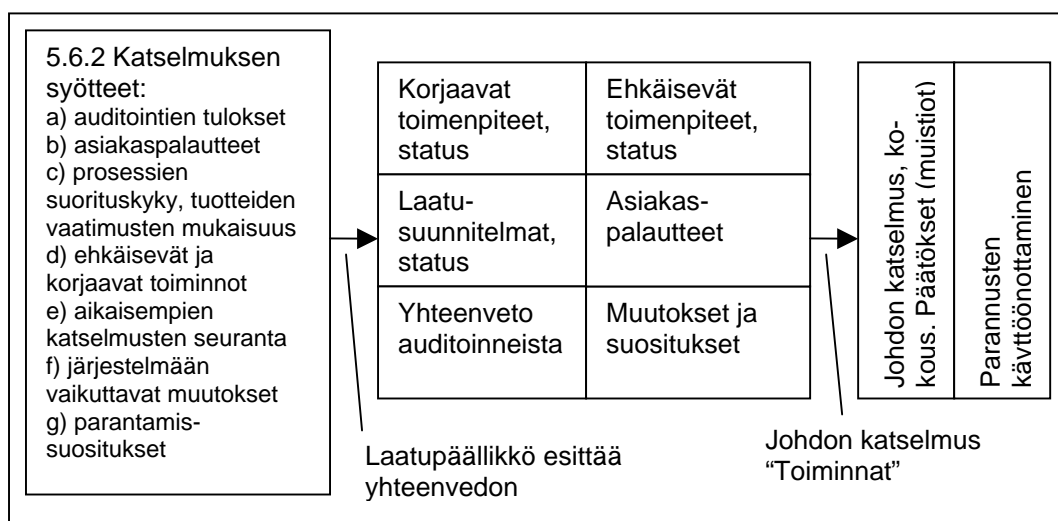 5.6.2 Katselmuksen
syötteet:
a) auditointien tulokset
b) asiakaspalautteet
c) prosessien
suorituskyky, tuotteiden
vaatimusten mukaisuus
d) ehkäisevät ja
korjaavat toiminnot
e) aikaisempien
katselmusten seuranta
f) järjestelmään
vaikuttavat muutokset
g) parantamis-
suositukset
Korjaavat
toimenpiteet,
status
Ehkäisevät
toimenpiteet,
status
Laatu-
suunnitelmat,
status
Asiakas-
palautteet
Yhteenveto
auditoinneista
Muutokset ja
suositukset
Johdon katselmus, ko-
kous. Päätökset (muistiot)
Parannusten
käyttöönottaminen
Laatupäällikkö esittää
yhteenvedon
Johdon katselmus
“Toiminnat”